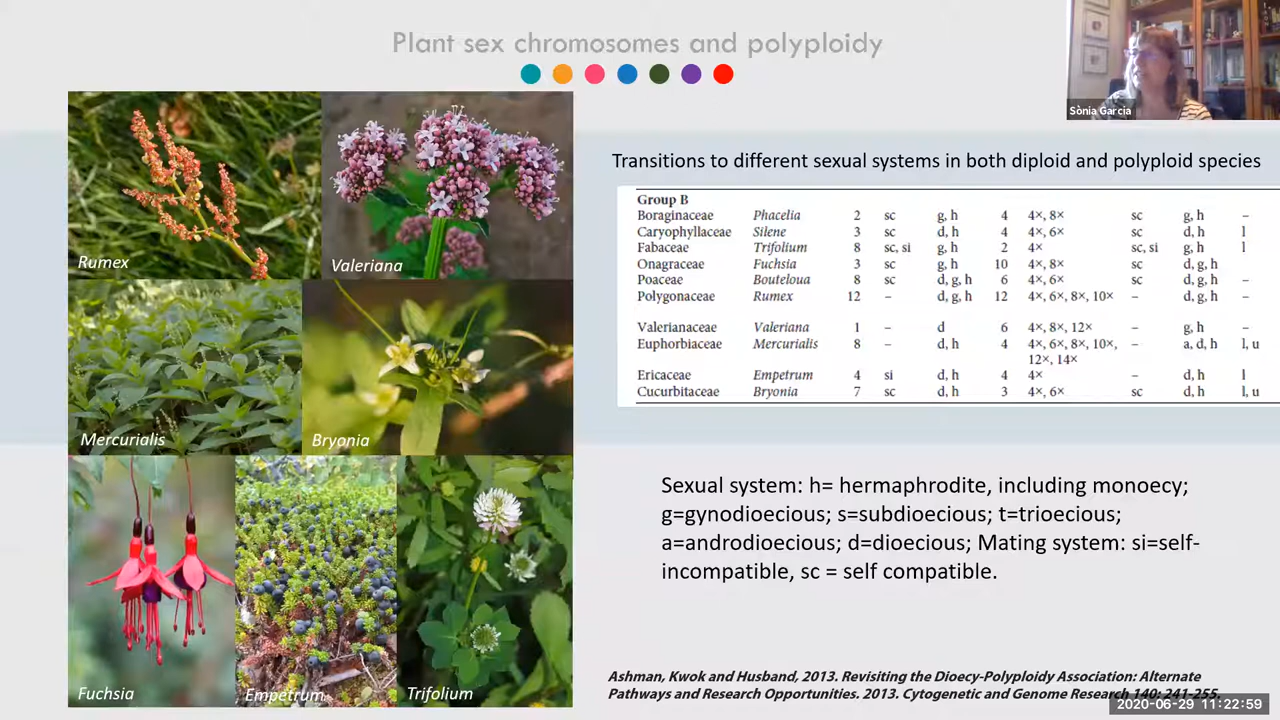 Plant sex chromosomes and polyploidy
Sònia Garcia
Rumex
Valeriana
Mercurialis
Bryonia
Fuchsia
Empetrum
Trifolium
Transitions to different sexual systems in both diploid and polyploid species
Group B
Boraginaceae Phacelia 2 sc g, h 4 4×, 8× sc g, h –
Caryophyllaceae Silene 3 sc d, h 4 4×, 6× sc d, h l
Fabaceae Trifolium 8 sc, si g, h 2 4× sc, si g, h l
Onagraceae Fuchsia 3 sc g, h 10 4×, 8× sc d, g, h
Poaceae Bouteloua 8 sc d, g, h 6 4×, 6× sc d, g, h –
Polygonaceae Rumex 12 – d, g, h 12 4×, 6×, 8×, 10× – d, g, h –
Valerianaceae Valeriana 1 – d 6 4×, 8×, 12× – g, h –
Euphorbiaceae Mercurialis 8 – d, h 4 4×, 6×, 8×, 10×, – a, d, h l, u
12×, 14×
Ericaceae Empetrum 4 si d, h 4 4× – d, h l
Cucurbitaceae Bryonia 7 sc d, h 3 4×, 6× sc d, h l, u
Sexual system: h= hermaphrodite, including monoecy;
g=gynodioecious; s=subdioecious; t=trioecious;
a=androdioecious; d=dioecious; Mating system: si=self-
incompatible, sc = self compatible.
Ashman, Kwok and Husband, 2013. Revisiting the Dioecy-Polyploidy Association: Alternate
Pathways and Research Opportunities. 2013. Cytogenetic and Genome Research 140: 241-255.
2020-06-29 11:22:59